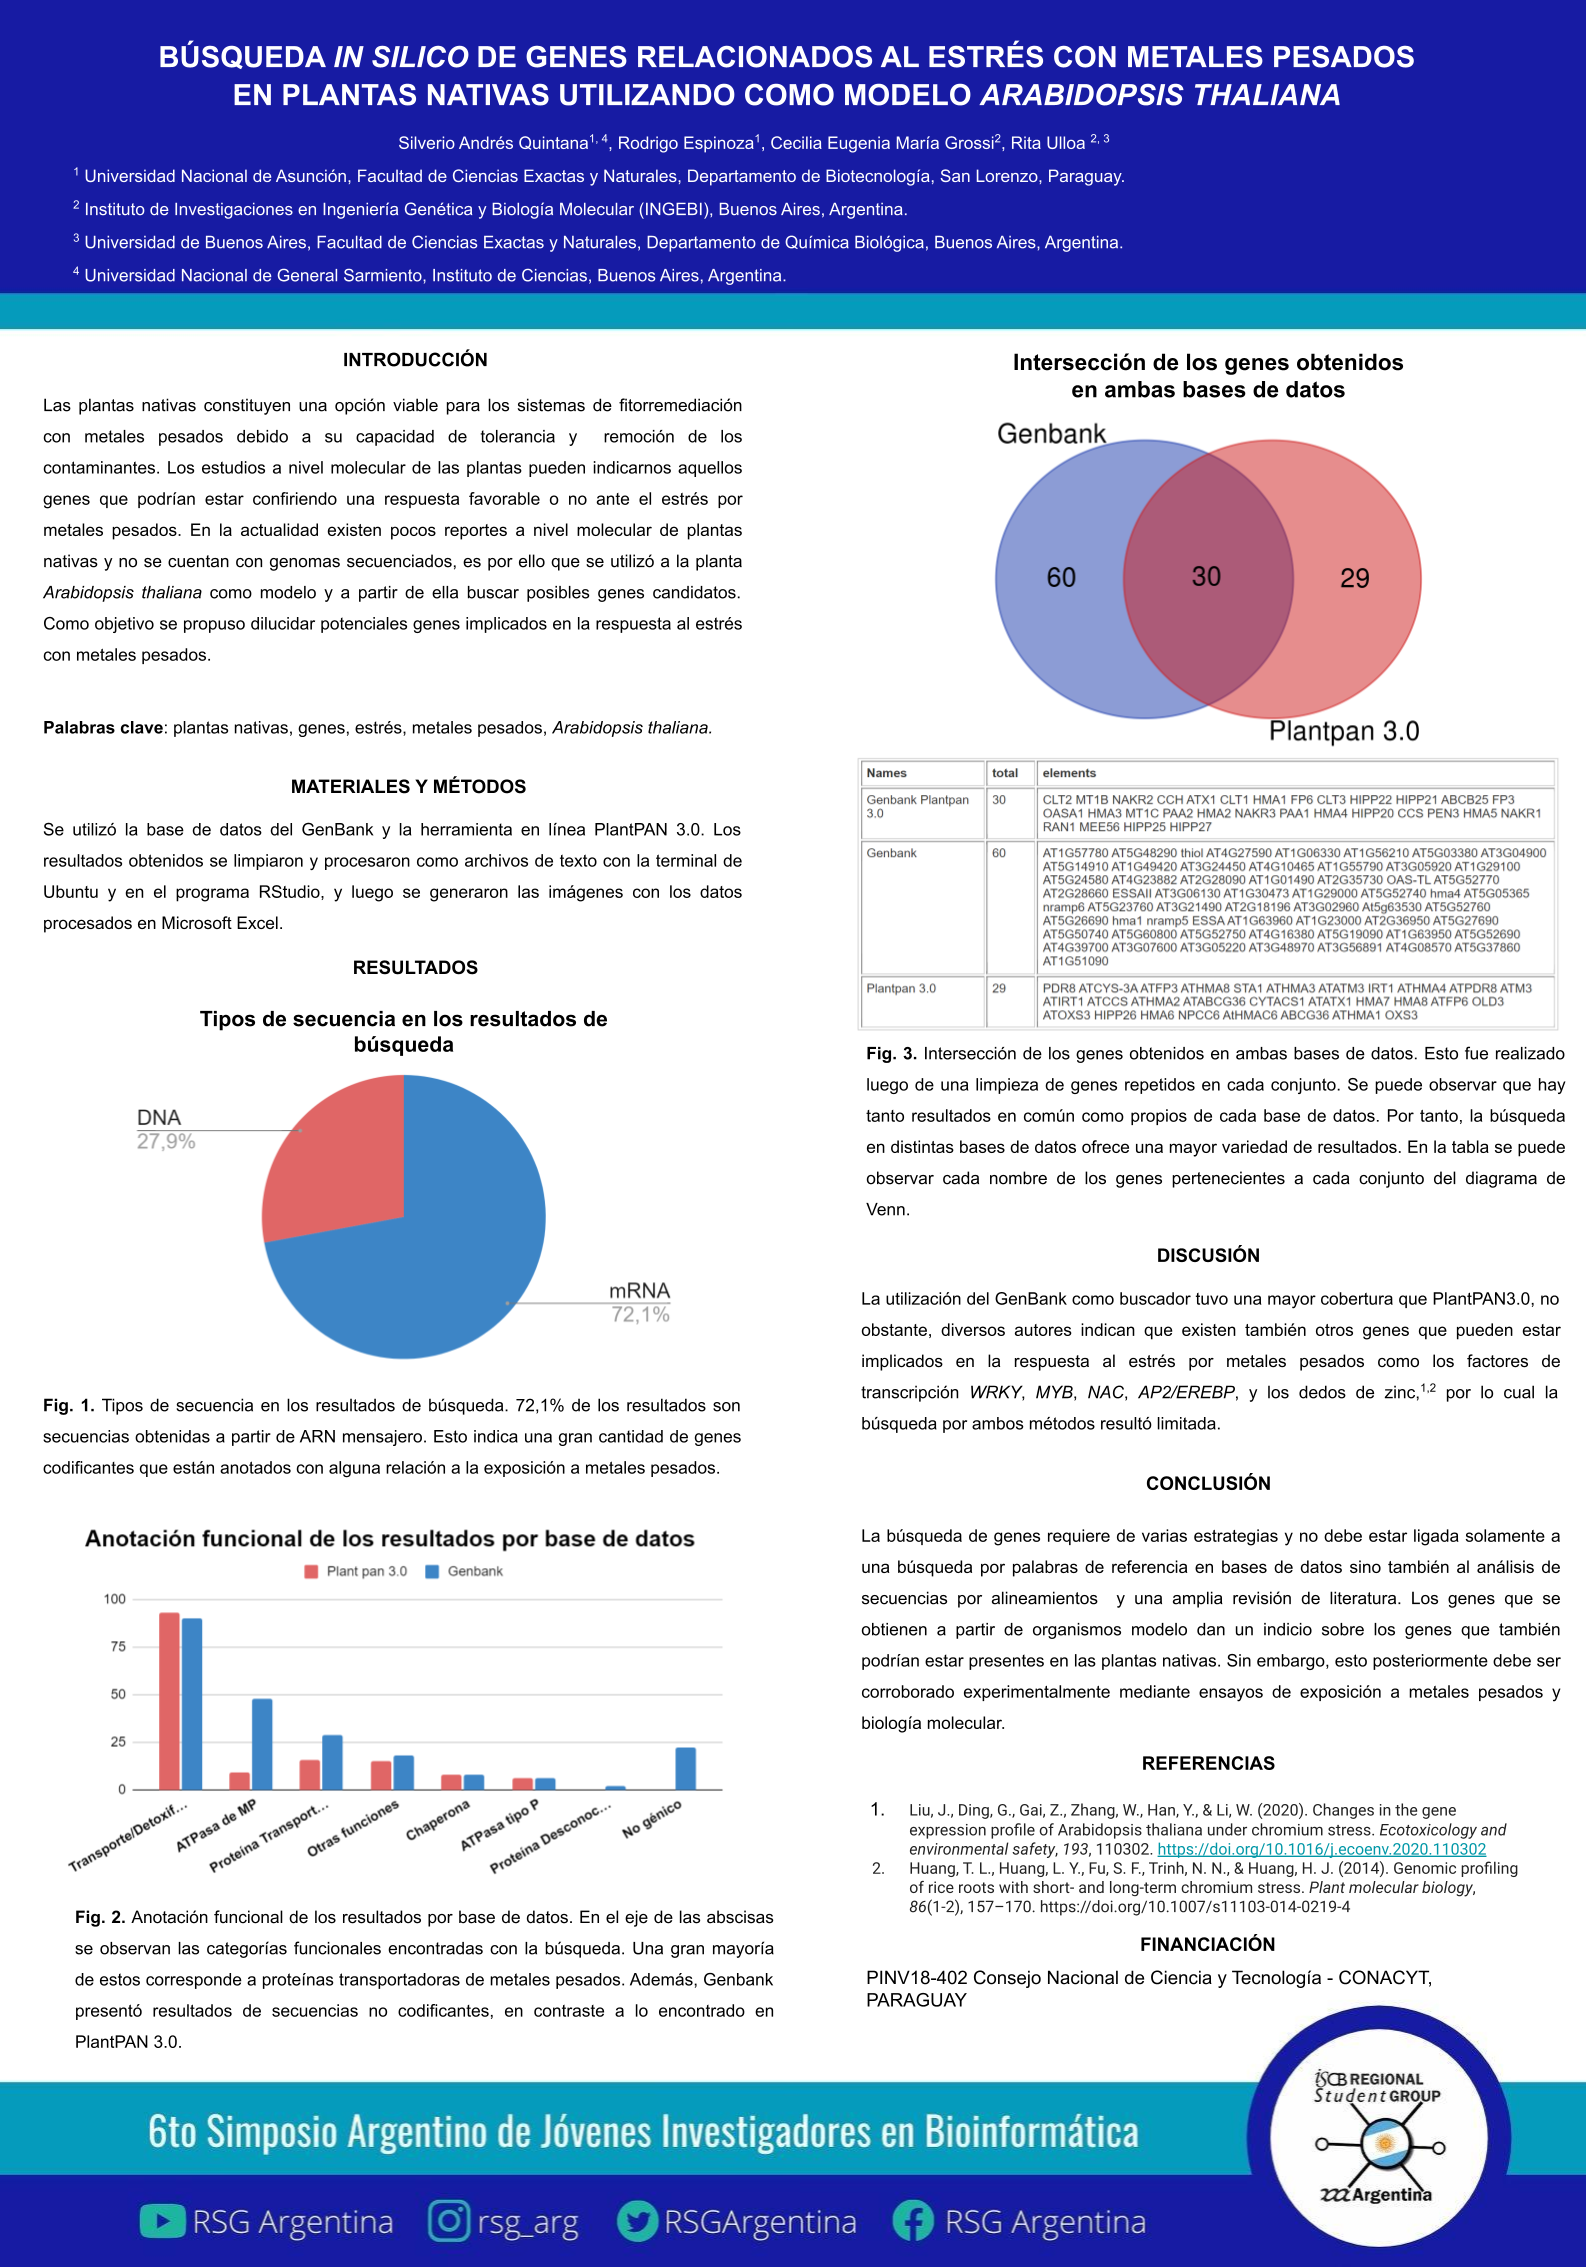 BÚSQUEDA IN SILICO DE GENES RELACIONADOS AL ESTRÉS CON METALES PESADOS
EN PLANTAS NATIVAS UTILIZANDO COMO MODELO ARABIDOPSIS THALIANA
Silverio Andrés Quintana1, 4, Rodrigo Espinoza1, Cecilia Eugenia María Grossi2, Rita Ulloa 2, 3
1 Universidad Nacional de Asunción, Facultad de Ciencias Exactas y Naturales, Departamento de Biotecnología, San Lorenzo, Paraguay.
2 Instituto de Investigaciones en Ingeniería Genética y Biología Molecular (INGEBI), Buenos Aires, Argentina.
3 Universidad de Buenos Aires, Facultad de Ciencias Exactas y Naturales, Departamento de Química Biológica, Buenos Aires, Argentina.
4 Universidad Nacional de General Sarmiento, Instituto de Ciencias, Buenos Aires, Argentina.
INTRODUCCIÓN
Las plantas nativas constituyen una opción viable para los sistemas de fitorremediación
con metales pesados debido a su capacidad de tolerancia y remoción de los
contaminantes. Los estudios a nivel molecular de las plantas pueden indicarnos aquellos
genes que podrían estar confiriendo una respuesta favorable o no ante el estrés por
metales pesados. En la actualidad existen pocos reportes a nivel molecular de plantas
nativas y no se cuentan con genomas secuenciados, es por ello que se utilizó a la planta
Arabidopsis thaliana como modelo y a partir de ella buscar posibles genes candidatos.
Como objetivo se propuso dilucidar potenciales genes implicados en la respuesta al estrés
con metales pesados.
Palabras clave: plantas nativas, genes, estrés, metales pesados, Arabidopsis thaliana.
MATERIALES Y MÉTODOS
Se utilizó la base de datos del GenBank y la herramienta en línea PlantPAN 3.0. Los
resultados obtenidos se limpiaron y procesaron como archivos de texto con la terminal de
Ubuntu y en el programa RStudio, y luego se generaron las imágenes con los datos
procesados en Microsoft Excel.
RESULTADOS
Tipos de secuencia en los resultados de
búsqueda
DNA
27,9%
mRNA
72,1%
Fig. 1. Tipos de secuencia en los resultados de búsqueda. 72,1% de los resultados son
secuencias obtenidas a partir de ARN mensajero. Esto indica una gran cantidad de genes
codificantes que están anotados con alguna relación a la exposición a metales pesados.
Anotación funcional de los resultados por base de datos
Plant pan 3.0 Genbank
100
75
50
25
0
Transporte/Detoxif...
ATPasa de MP
Proteina Transport...
Otras funciones
Chaperona
ATPasa tipo P
Proteina Desconoc...
No génico
Fig. 2. Anotación funcional de los resultados por base de datos. En el eje de las abscisas
se observan las categorías funcionales encontradas con la búsqueda. Una gran mayoría
de estos corresponde a proteínas transportadoras de metales pesados. Además, Genbank
presentó resultados de secuencias no codificantes, en contraste a lo encontrado en
PlantPAN 3.0.
Intersección de los genes obtenidos
en ambas bases de datos
Genbank
60
30
29
Plantpan 3.0
Names total elements
Genbank Plantpan 3.0 30 CLT2 MT1B NAKR2 CCH ATX1 CLT1 HMA1 FP6 CLT3 HIPP22 HIPP21 ABCB25 FP3
OASA1 HMA3 MT1C PAA2 HMA2 NAKR3 PAA1 HMA4 HIPP20 CCS PEN3 HMA5 NAKR1
RAN1 MEE56 HIPP25 HIPP27
Genbank 60 AT1G57780 AT5G48290 thiol AT4G27590 AT1G06330 AT1G56210 AT5G03380 AT3G04900
AT5G14910 AT1G49420 AT3G24450 AT4G10465 AT1G55790 AT3G05920 AT1G29100
AT5G24580 AT4G23882 AT2G28090 AT1G01490 AT2G35730 OAS-TL AT5G52770
AT2G28660 ESSAII AT3G06130 AT1G30473 AT1G29000 AT5G52740 hma4 AT5G05365
nramp6 AT5G23760 AT3G21490 AT2G18196 AT3G02960 At5g63530 AT5G52760
AT5G26690 hma1 nramp5 ESSA AT1G63960 AT1G23000 AT2G36950 AT5G27690
AT5G50740 AT5G60800 AT5G52750 AT4G16380 AT5G19090 AT1G63950 AT5G52690
AT4G39700 AT3G07600 AT3G05220 AT3G48970 AT3G56891 AT4G08570 AT5G37860
AT1G51090
Plantpan 3.0 29 PDR8 ATCYS-3A ATFP3 ATHMA8 STA1 ATHMA3 ATATM3 IRT1 ATHMA4 ATPDR8 ATM3
ATIRT1 ATCCS ATHMA2 ATABCG36 CYTACS1 ATATX1 HMA7 HMA8 ATFP6 OLD3
ATOXS3 HIPP26 HMA6 NPCC6 AtHMAC6 ABCG36 ATHMA1 OXS3
Fig. 3. Intersección de los genes obtenidos en ambas bases de datos. Esto fue realizado
luego de una limpieza de genes repetidos en cada conjunto. Se puede observar que hay
tanto resultados en común como propios de cada base de datos. Por tanto, la búsqueda
en distintas bases de datos ofrece una mayor variedad de resultados. En la tabla se puede
observar cada nombre de los genes pertenecientes a cada conjunto del diagrama de
Venn.
DISCUSIÓN
La utilización del GenBank como buscador tuvo una mayor cobertura que PlantPAN3.0, no
obstante, diversos autores indican que existen también otros genes que pueden estar
implicados en la respuesta al estrés por metales pesados como los factores de
transcripción WRKY, MYB, NAC, AP2/EREBP, y los dedos de zinc,1,2 por lo cual la
búsqueda por ambos métodos resultó limitada.
CONCLUSIÓN
La búsqueda de genes requiere de varias estrategias y no debe estar ligada solamente a
una búsqueda por palabras de referencia en bases de datos sino también al análisis de
secuencias por alineamientos y una amplia revisión de literatura. Los genes que se
obtienen a partir de organismos modelo dan un indicio sobre los genes que también
podrían estar presentes en las plantas nativas. Sin embargo, esto posteriormente debe ser
corroborado experimentalmente mediante ensayos de exposición a metales pesados y
biología molecular.
REFERENCIAS
1. Liu, J., Ding, G., Gai, Z., Zhang, W., Han, Y., & Li, W. (2020). Changes in the gene
expression profile of Arabidopsis thaliana under chromium stress. Ecotoxicology and
environmental safety, 193, 110302. https://doi.org/10.1016/j.ecoenv.2020.110302
2. Huang, T. L., Huang, L. Y., Fu, S. F., Trinh, N. N., & Huang, H. J. (2014). Genomic profiling
of rice roots with short- and long-term chromium stress. Plant molecular biology,
86(1-2), 157–170. https://doi.org/10.1007/s11103-014-0219-4
FINANCIACIÓN
PINV18-402 Consejo Nacional de Ciencia y Tecnología - CONACYT,
PARAGUAY
iSCB REGIONAL
Student GROUP
Argentina
6to Simposio Argentino de Jóvenes Investigadores en Bioinformática
RSG Argentina rsg_arg RSGArgentina RSG Argentina